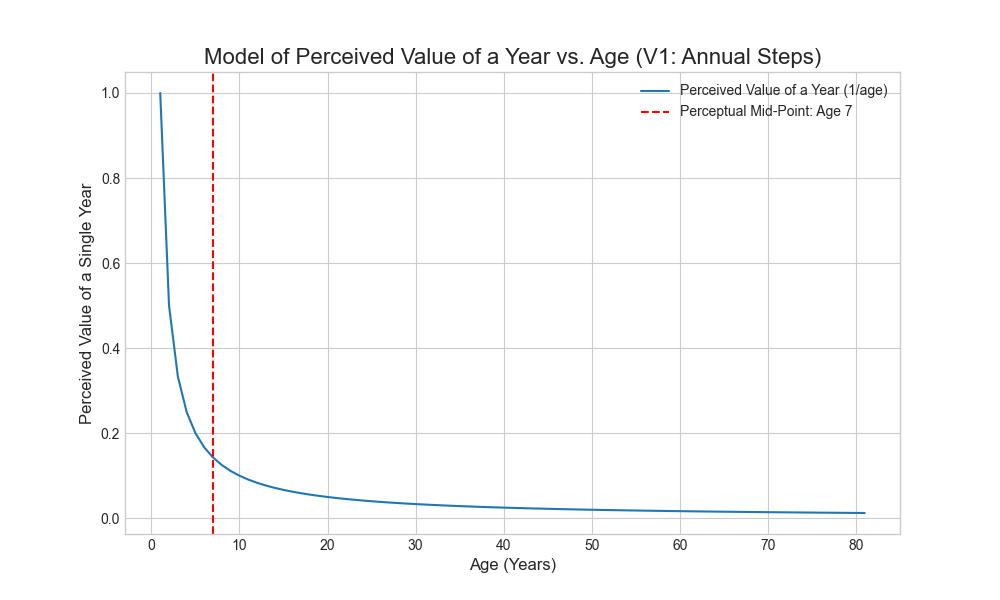 Model of Perceived Value of a Year vs. Age (V1: Annual Steps)
Perceived Value of a Year (1/age)
Perceptual Mid-Point: Age 7
Perceived Value of a Single Year
1.0
0.8
0.6
0.4
0.2
0.0
0 10 20 30 40 50 60 70 80
Age (Years)